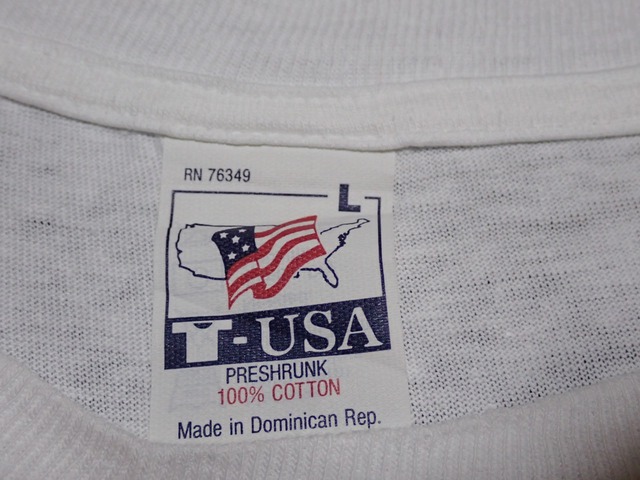 RN 76349
L
T-USA
PRESHRUNK
100% COTTON
Made in Dominican Rep.